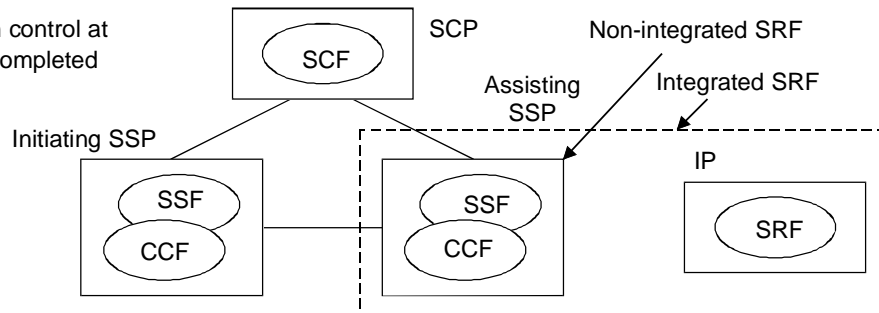 control at
completed
SCP
SCF
Non-integrated SRF
Assisting
SSP
Integrated SRF
Initiating SSP
IP
SSF
CCF
SSF
CCF
SRF